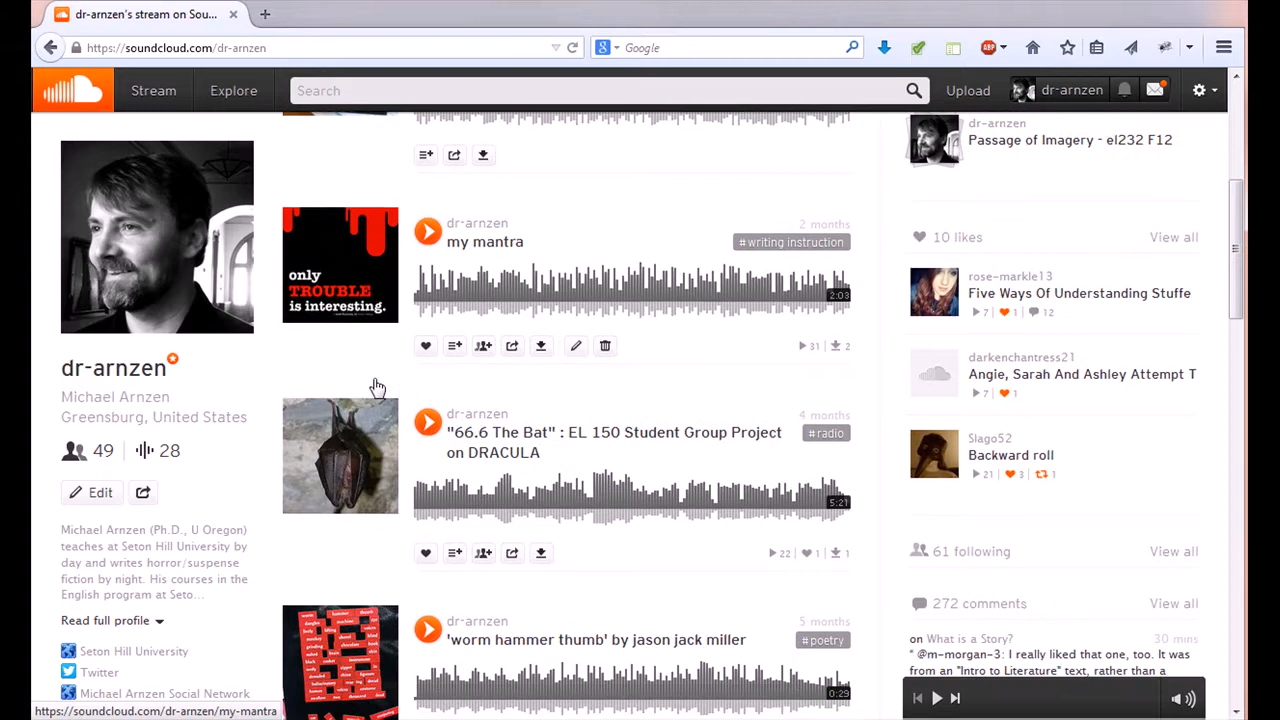 dr-arnzen's stream on Sou...
https://soundcloud.com/dr-arnzen
Google
ABP
Stream
Explore
Search
Upload
dr-arnzen
dr-arnzen
Michael Arnzen
Greensburg, United States
49
28
Edit
Michael Arnzen (Ph.D., U Oregon)
teaches at Seton Hill University by
day and writes horror/suspense
fiction by night. His courses in the
English program at Seto...
Read full profile
Seton Hill University
Twitter
Michael Arnzen Social Network
https://soundcloud.com/dr-arnzen/my-mantra
only
TROUBLE
is interesting.
dr-arnzen
2 months
my mantra
# writing instruction
2:03
31
2
dr-arnzen
4 months
"66.6 The Bat" : EL 150 Student Group Project
on DRACULA
# radio
5:21
22
1
1
dr-arnzen
5 months
'worm hammer thumb' by jason jack mille
# poetry
0:29
dr-arnzen
Passage of Imagery - el232 F12
10 likes
View all
rose-markle13
Five Ways Of Understanding Stuffe
7
1
12
darkenchantress21
Angie, Sarah And Ashley Attempt T
7
1
Slago52
Backward roll
21
3
1
61 following
View all
272 comments
View all
on What is a Story?
30 mins
" @m-morgan-3: I really liked that one, too. It was
from an "Intro to Literature" text, rather than a